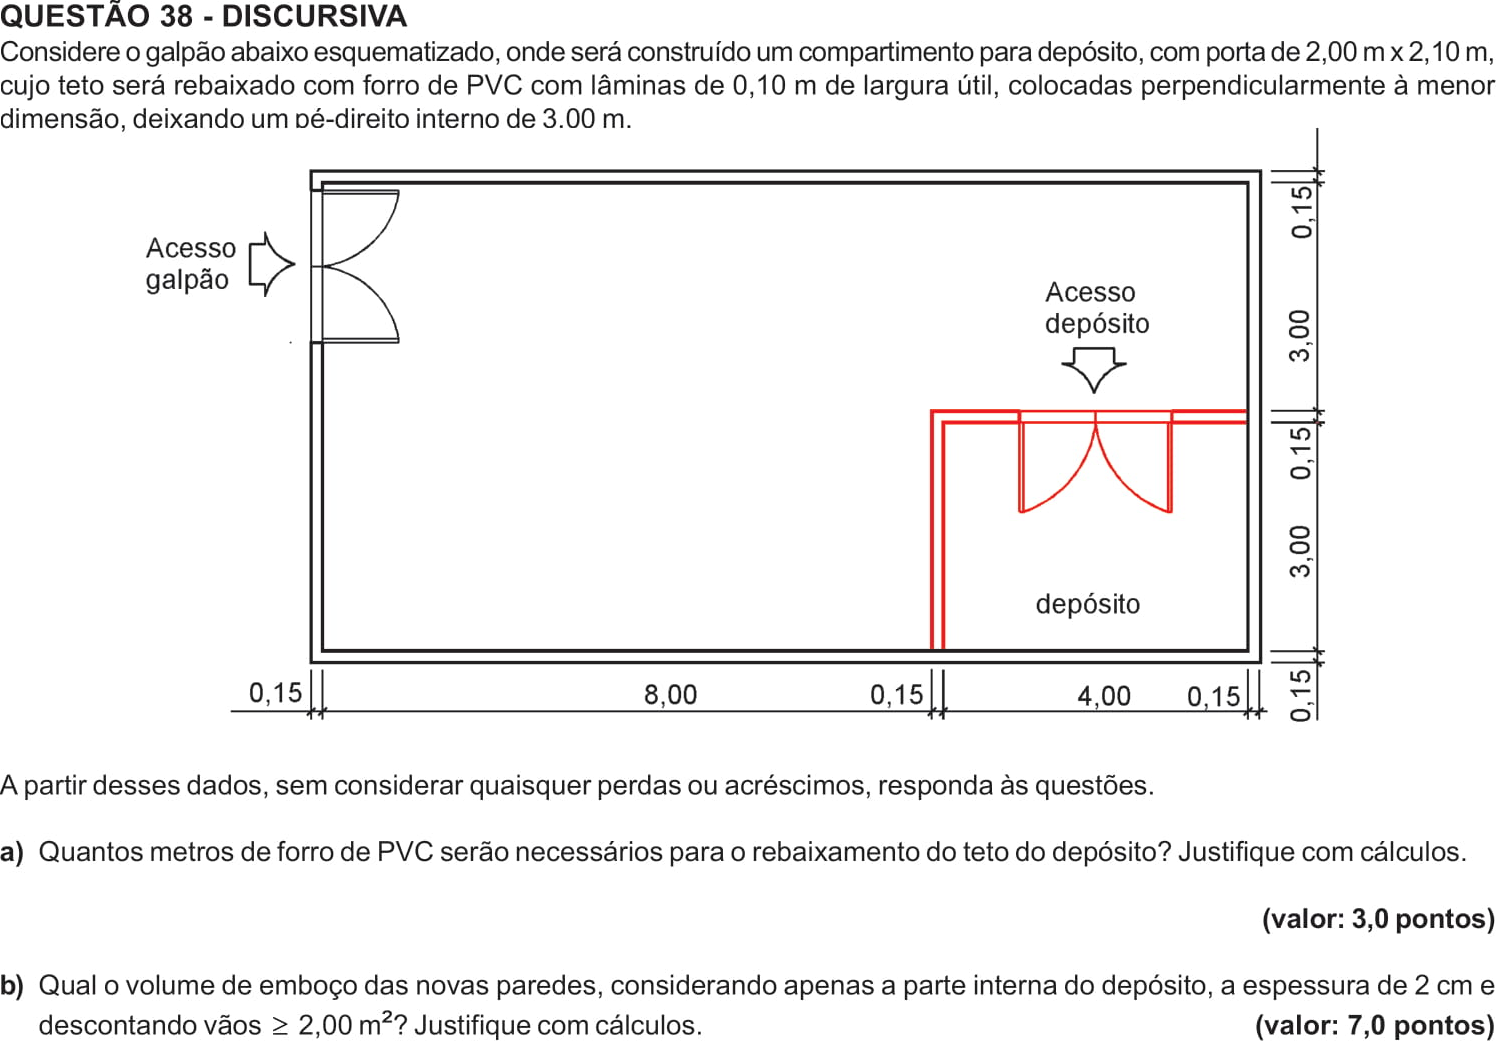 QUESTÃO 38 - DISCURSIVA
Considere o galpão abaixo esquematizado, onde será construído um compartimento para depósito, com porta de 2,00 m x 2,10 m,
cujo teto será rebaixado com forro de PVC com lâminas de 0,10 m de largura útil, colocadas perpendicularmente à menor
dimensão, deixando um pé-direito interno de 3.00 m.
Acesso
galpão
Acesso
depósito
depósito
0,15
3,00
0,15
3,00
0,15
0,15
8,00
0,15
4,00
0,15
A partir desses dados, sem considerar quaisquer perdas ou acréscimos, responda às questões.
a) Quantos metros de forro de PVC serão necessários para o rebaixamento do teto do depósito? Justifique com cálculos.
(valor: 3,0 pontos)
b) Qual o volume de emboço das novas paredes, considerando apenas a parte interna do depósito, a espessura de 2 cm e
descontando vãos ≥ 2,00 m²? Justifique com cálculos.
(valor: 7,0 pontos)